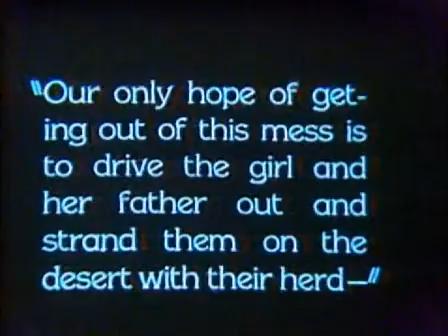 "Our only hope of get-
ing out of this mess is
to drive the girl and
her father out and
strand them on the
desert with their herd—"